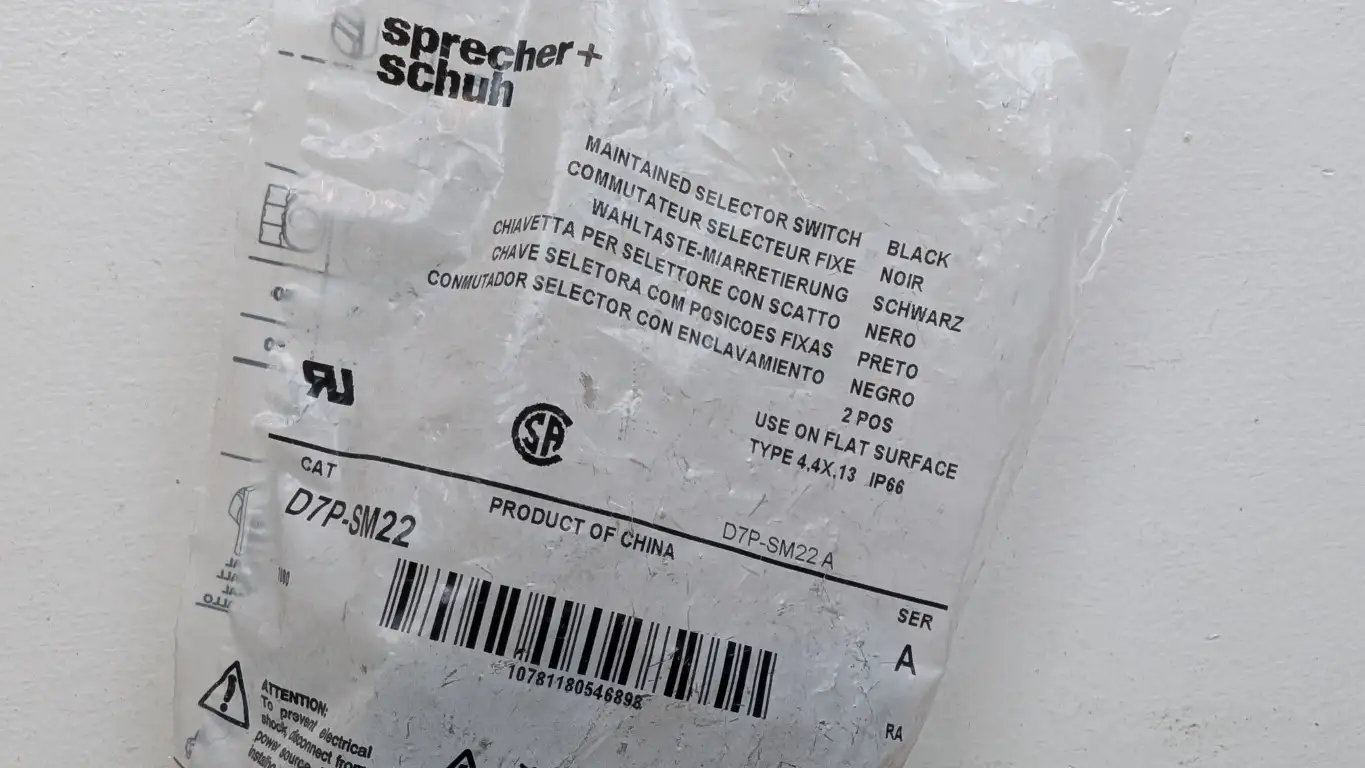 sprecher+
schuh
MAINTAINED SELECTOR SWITCH BLACK
COMMUTATEUR SELECTEUR FIXE NOIR
WAHLTASTE-M/ARRETIERUNG SCHWARZ
CHIAVETTA PER SELETTORE CON SCATTO NERO
CHAVE SELETORA COM POSICOES FIXAS PRETO
CONMUTADOR SELECTOR CON ENCLAVAMIENTO NEGRO
2 POS
USE ON FLAT SURFACE
TYPE 4,4X,13 IP66
RU
CSA
CAT
D7P-SM22
PRODUCT OF CHINA
D7P-SM22 A
SER
A
10781180546898
RA
ATTENTION:
To prevent electrical
shock, disconnect from
power source